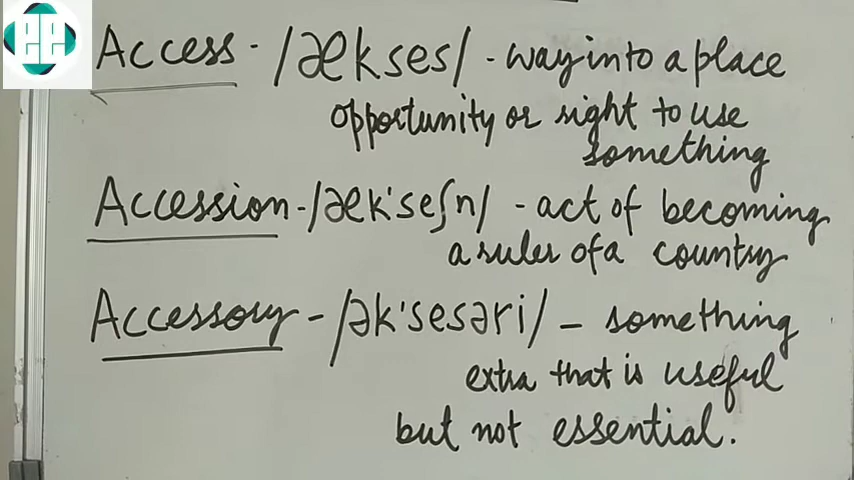 ee
Access - /ækses/ - way into a place
opportunity or right to use
something
Accession - /æk'seʃn/ - act of becoming
a ruler of a country
Accessory - /ək'sesəri/ - something
extra that is useful
but not essential.